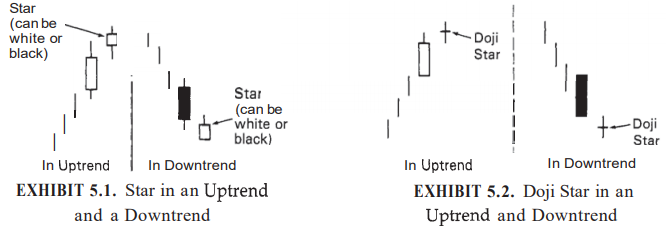 Star
(can be
white or
black)
Star
(can be
white or
black)
In Uptrend
In Downtrend
EXHIBIT 5.1. Star in an Uptrend
and a Downtrend
Doji
Star
Doji
Star
In Uptrend
In Downtrend
EXHIBIT 5.2. Doji Star in an
Uptrend and Downtrend